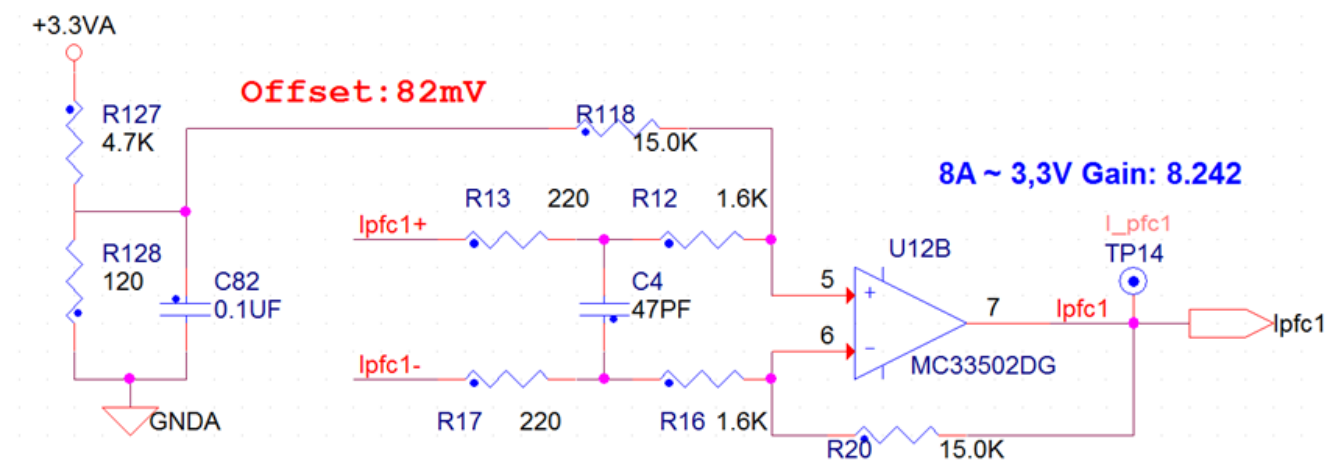 +3.3VA
Offset:82mV
R127
4.7K
R118
15.0K
8A ~ 3,3V Gain: 8.242
R13 220 R12 1.6K
Ipfc1+
I_pfc1
TP14
U12B
R128
120
C82
0.1UF
C4
47PF
5
+
7
Ipfc1
Ipfc1
6
−
MC33502DG
Ipfc1-
GNDA
R17 220 R16 1.6K
R20 15.0K